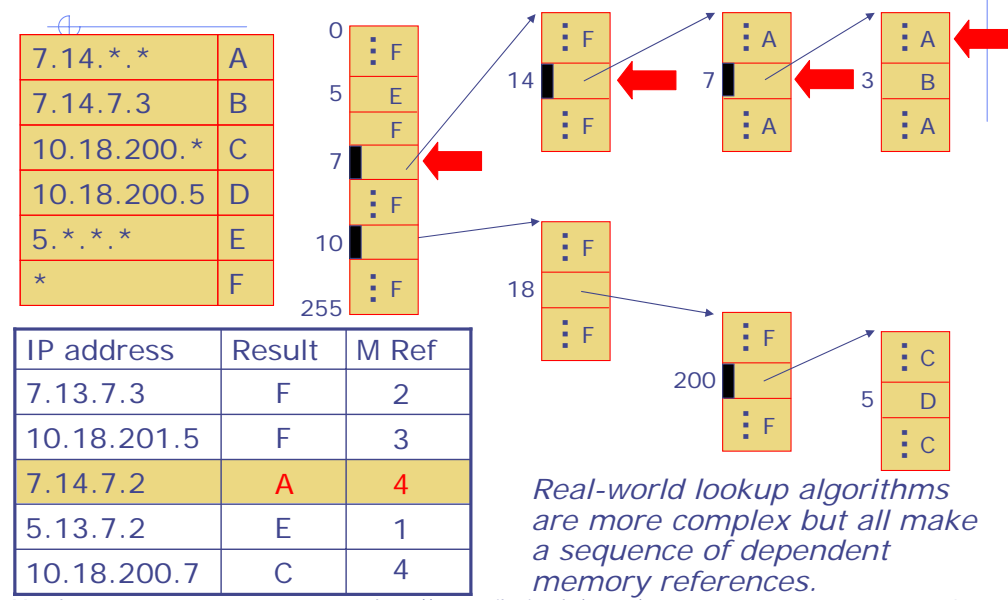 7.14.*.* A
7.14.7.3 B
10.18.200.* C
10.18.200.5 D
5.*.*.* E
* F
0
⋮ F
5 E
F
7
⋮ F
10
⋮ F
255
⋮ F
14
⋮ F
⋮ A
7
⋮ A
⋮ A
3 B
⋮ A
⋮ F
18
⋮ F
⋮ F
200
⋮ F
⋮ C
5 D
⋮ C
IP address Result M Ref
7.13.7.3 F 2
10.18.201.5 F 3
7.14.7.2 A 4
5.13.7.2 E 1
10.18.200.7 C 4
Real-world lookup algorithms
are more complex but all make
a sequence of dependent
memory references.